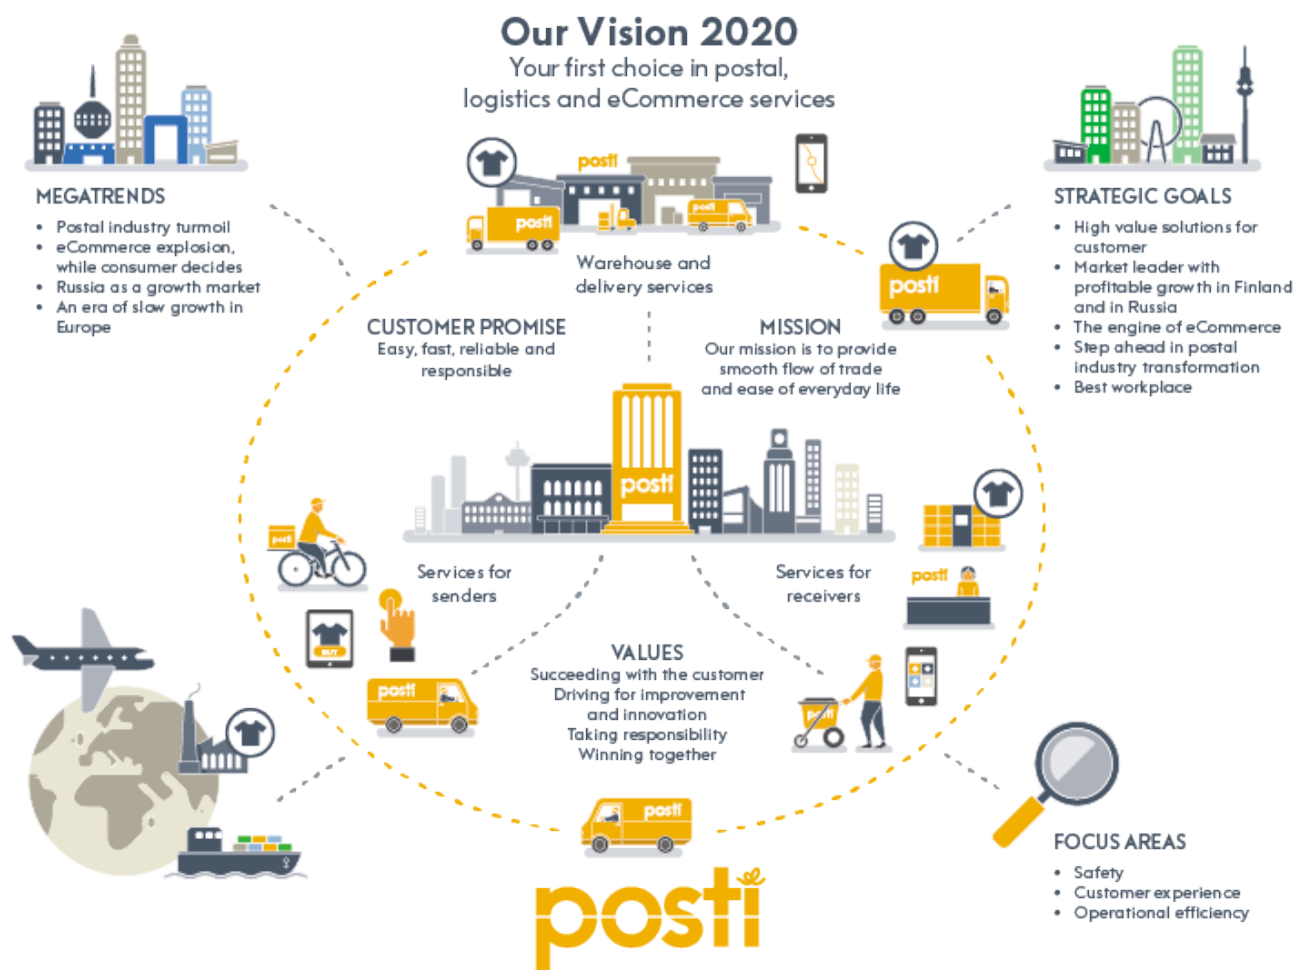 Our Vision 2020
Your first choice in postal,
logistics and eCommerce services
MEGATRENDS
• Postal industry turmoil
• eCommerce explosion,
while consumer decides
• Russia as a growth market
• An era of slow growth in
Europe
posti
posti
posti
Warehouse and
delivery services
posti
STRATEGIC GOALS
• High value solutions for
customer
• Market leader with
profitable growth in Finland
and in Russia
• The engine of eCommerce
• Step ahead in postal
industry transformation
• Best workplace
CUSTOMER PROMISE
Easy, fast, reliable and
responsible
MISSION
Our mission is to provide
smooth flow of trade
and ease of everyday life
posti
posti
Services for
senders
BUY
posti
Services for
receivers
posti
posti
VALUES
Succeeding with the customer
Driving for improvement
and innovation
Taking responsibility
Winning together
posti
posti
FOCUS AREAS
• Safety
• Customer experience
• Operational efficiency